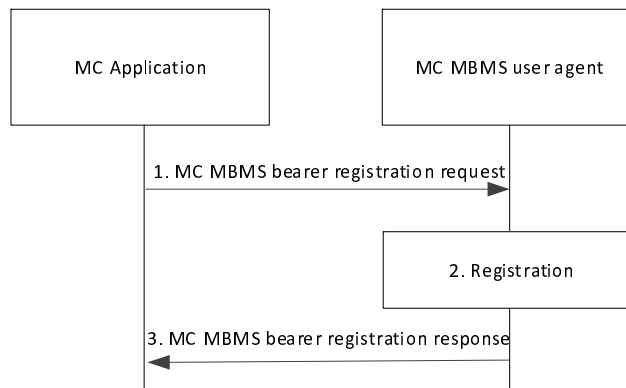 MC Application
MC MBMS user agent
1. MC MBMS bearer registration request
2. Registration
3. MC MBMS bearer registration response